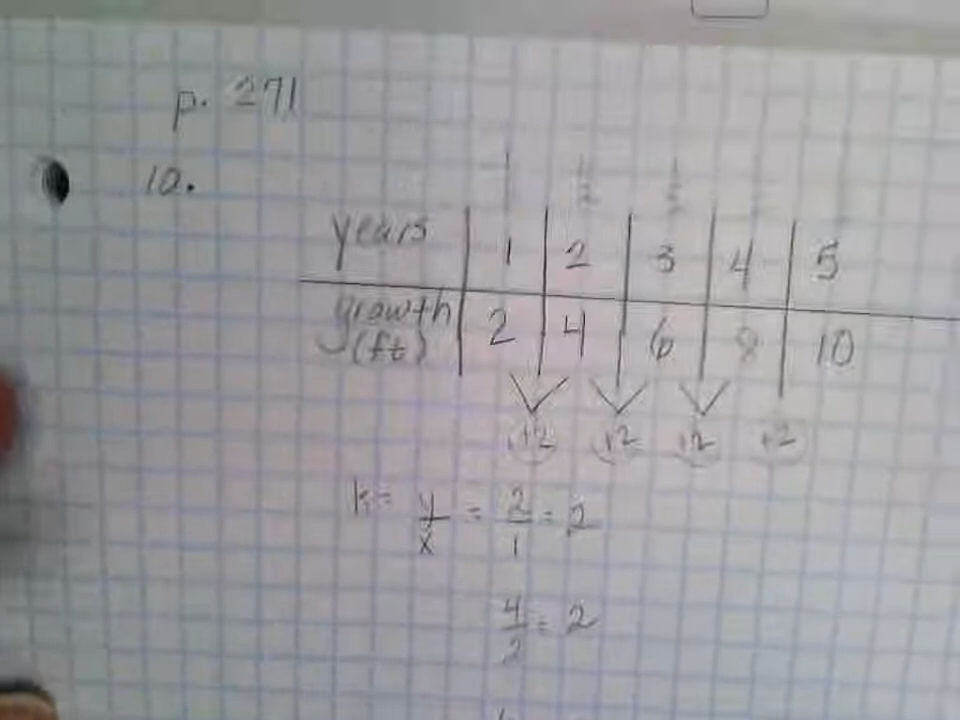 p. 271
10.
years 1 2 3 4 5
growth 2 4 6 8 10
(ft)
+2 +2 +2 +2
k = y/x = 2/1 = 2
4/2 = 2